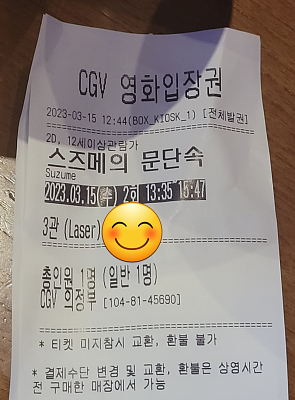 CGV 영화입장권
2023-03-15 12:44(BOX_KIOSK_1) [전체발권]
2D, 12세이상관람가
스즈메의 문단속
Suzume
2023.03.15(수) 2회 13:35 15:47
3관 (Laser)
총인원 1명 (일반 1명)
CGV 의정부 [104-81-45690]
* 티켓 미지참시 교환, 환불 불가
* 결제수단 변경 및 교환, 환불은 상영시간
전 구매한 매장에서 가능